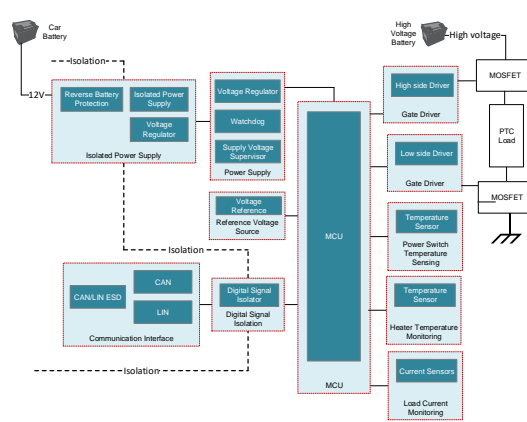 Car
Battery
High
Voltage
Battery
High voltage
Isolation
12V
Reverse Battery
Protection
Isolated Power
Supply
Voltage
Regulator
Isolated Power Supply
Voltage Regulator
Watchdog
Supply Voltage
Supervisor
Power Supply
Voltage
Reference
Reference Voltage
Source
Isolation
CAN/LIN ESD
CAN
LIN
Communication Interface
Digital Signal
Isolator
Digital Signal
Isolation
Isolation
MCU
MCU
High side Driver
Gate Driver
Low side Driver
Gate Driver
Temperature
Sensor
Power Switch
Temperature
Sensing
Temperature
Sensor
Heater Temperature
Monitoring
Current Sensors
Load Current
Monitoring
MOSFET
PTC
Load
MOSFET